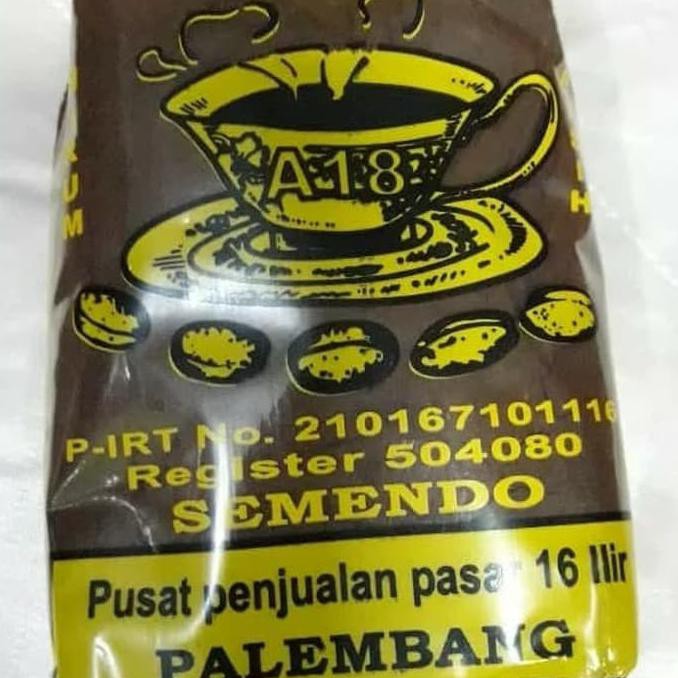 A18
P-IRT No. 210167101116
Register 504080
SEMENDO
Pusat penjualan pasar 16 Ilir
PALEMBANG